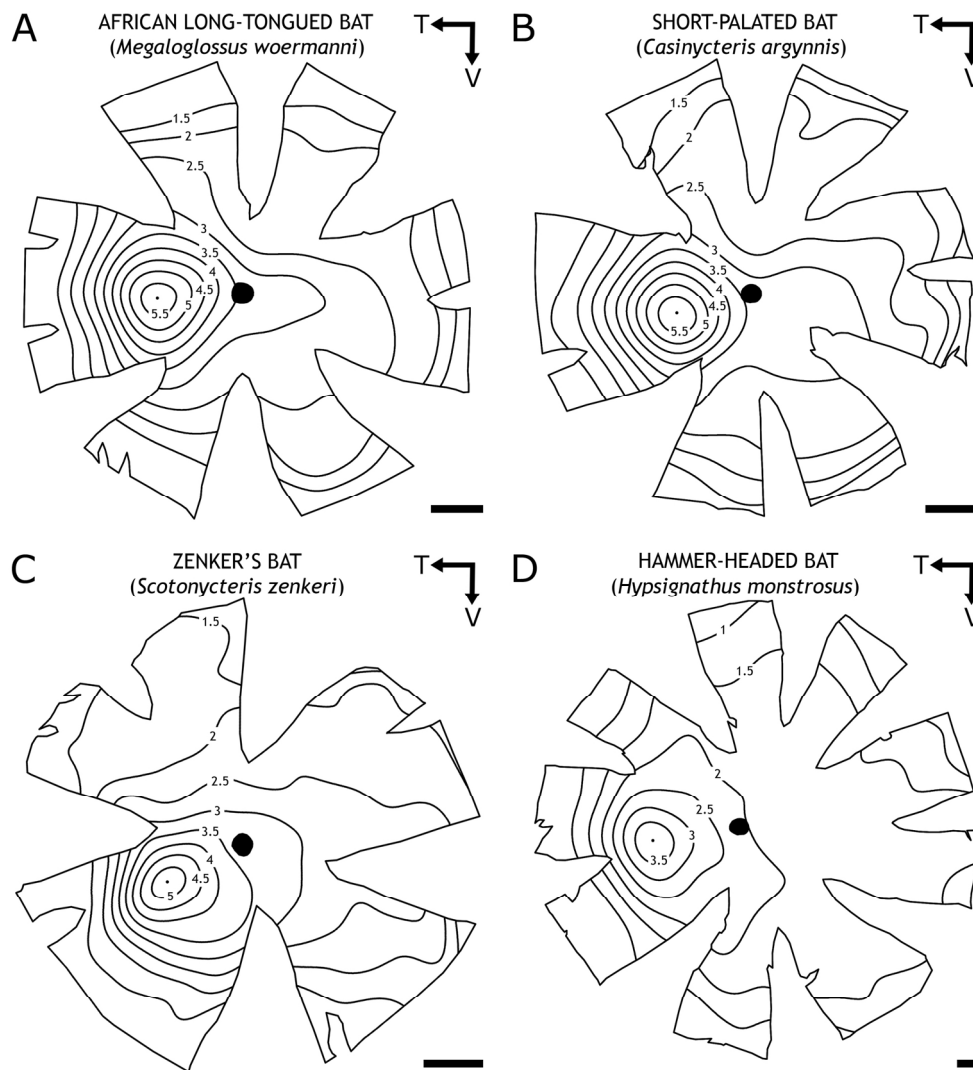 A
AFRICAN LONG-TONGUED BAT
(Megaloglossus woermanni)
T
V
1.5
2
2.5
3
3.5
4
4.5
5
5.5
B
SHORT-PALATED BAT
(Casinycteris argynnis)
T
V
1.5
2
2.5
3
3.5
4
4.5
5
5.5
C
ZENKER'S BAT
(Scotonycteris zenkeri)
T
V
1.5
2
2.5
3
3.5
4
4.5
5
D
HAMMER-HEADED BAT
(Hypsignathus monstrosus)
T
V
1
1.5
2
2.5
3
3.5